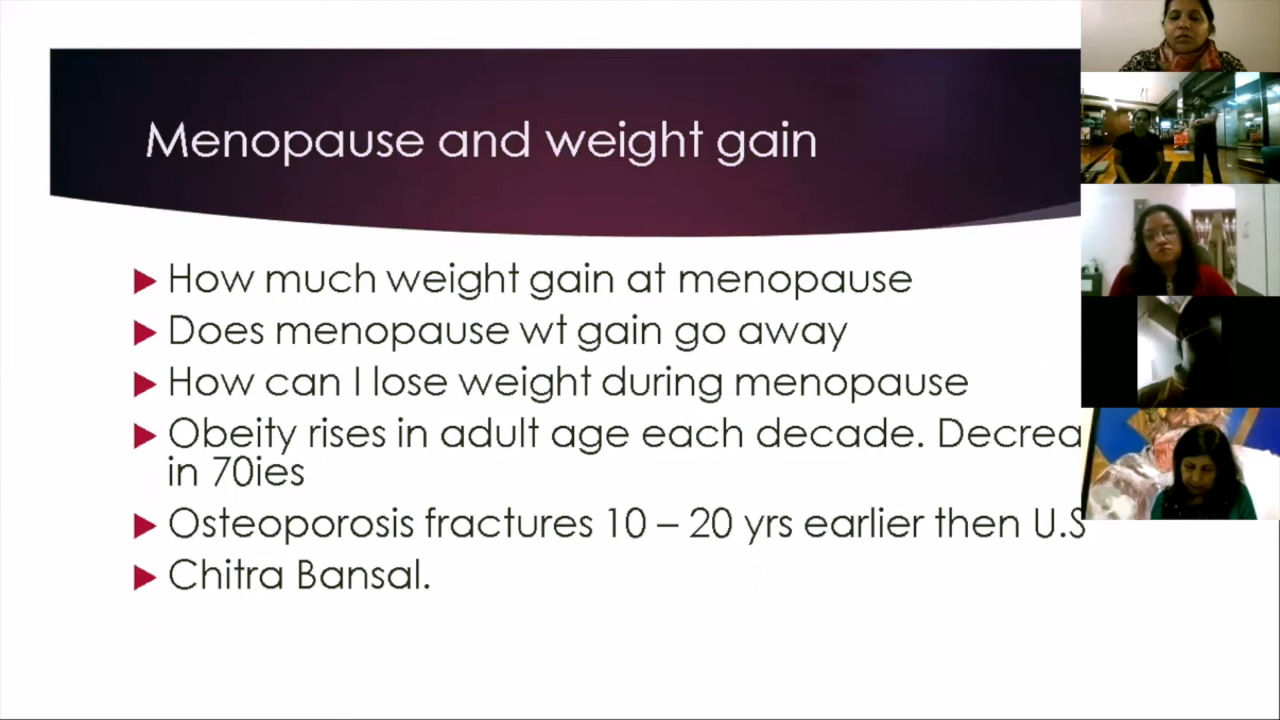 Menopause and weight gain
How much weight gain at menopause
Does menopause wt gain go away
How can I lose weight during menopause
Obeity rises in adult age each decade. Decrea
in 70ies
Osteoporosis fractures 10 – 20 yrs earlier then U.S
Chitra Bansal.